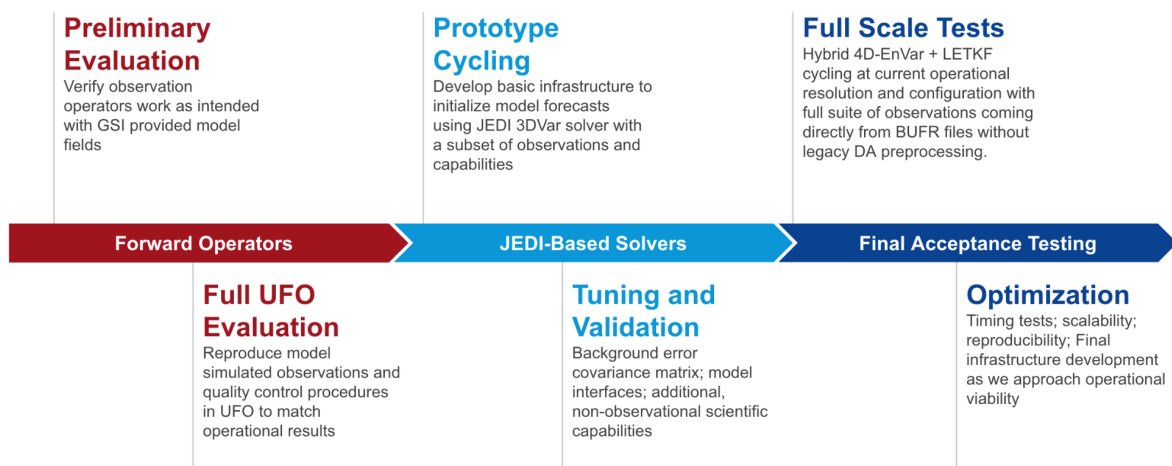 Preliminary
Evaluation
Verify observation
operators work as intended
with GSI provided model
fields
Prototype
Cycling
Develop basic infrastructure to
initialize model forecasts
using JEDI 3DVar solver with
a subset of observations and
capabilities
Full Scale Tests
Hybrid 4D-EnVar + LETKF
cycling at current operational
resolution and configuration with
full suite of observations coming
directly from BUFR files without
legacy DA preprocessing.
Forward Operators
JEDI-Based Solvers
Final Acceptance Testing
Full UFO
Evaluation
Reproduce model
simulated observations and
quality control procedures
in UFO to match
operational results
Tuning and
Validation
Background error
covariance matrix; model
interfaces; additional,
non-observational scientific
capabilities
Optimization
Timing tests; scalability;
reproducibility; Final
infrastructure development
as we approach operational
viability